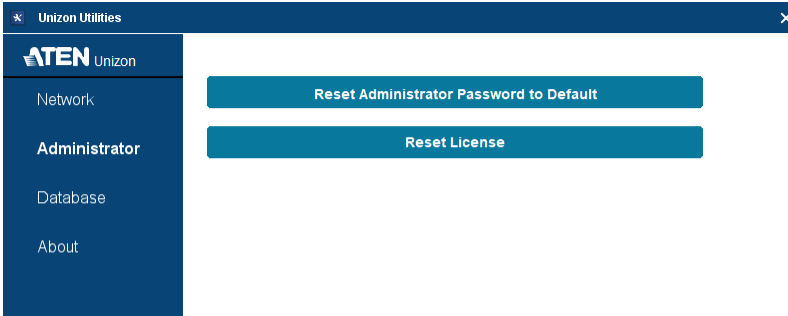 Unizon Utilities
ATEN Unizon
Network
Administrator
Database
About
Reset Administrator Password to Default
Reset License